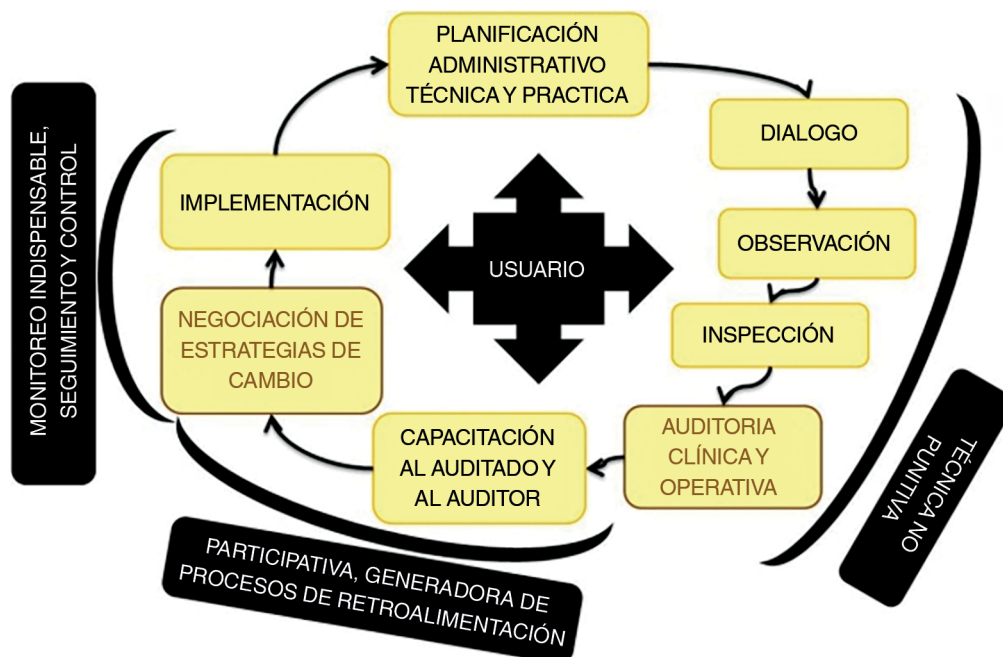 PLANIFICACIÓN
ADMINISTRATIVO
TÉCNICA Y PRACTICA
DIALOGO
OBSERVACIÓN
INSPECCIÓN
AUDITORIA
CLÍNICA Y
OPERATIVA
CAPACITACIÓN
AL AUDITADO Y
AL AUDITOR
NEGOCIACIÓN DE
ESTRATEGIAS DE
CAMBIO
IMPLEMENTACIÓN
USUARIO
MONITOREO INDISPENSABLE,
SEGUIMIENTO Y CONTROL
PARTICIPATIVA, GENERADORA DE
PROCESOS DE RETROALIMENTACIÓN
TÉCNICA NO
PUNITIVA